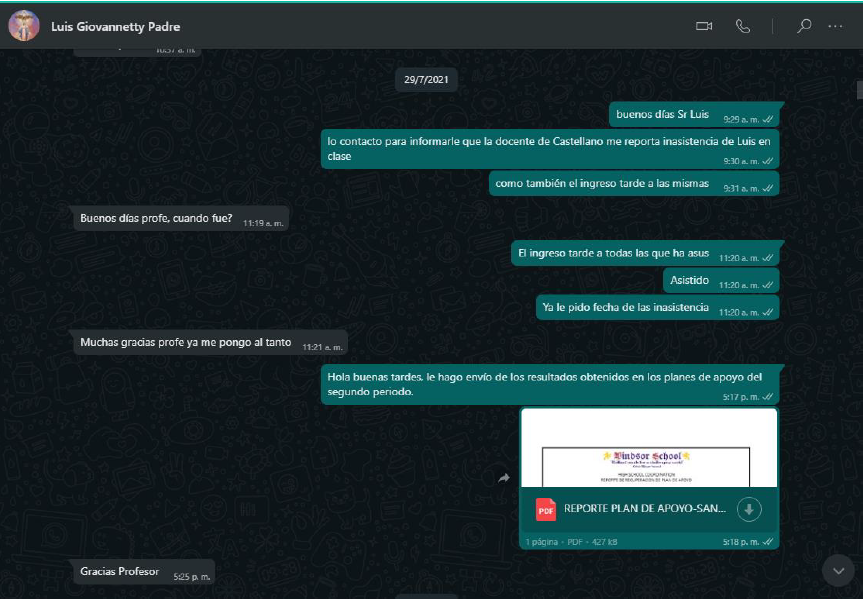 Luis Giovannetty Padre
10:57 a. m.
29/7/2021
buenos días Sr Luis
9:29 a. m.
lo contacto para informarle que la docente de Castellano me reporta inasistencia de Luis en
clase
9:30 a. m.
como también el ingreso tarde a las mismas
9:31 a. m.
Buenos días profe, cuando fue?
11:19 a. m.
El ingreso tarde a todas las que ha asus
11:20 a. m.
Asistido
11:20 a. m.
Ya le pido fecha de las inasistencia
11:20 a. m.
Muchas gracias profe ya me pongo al tanto
11:21 a. m.
Hola buenas tardes, le hago envío de los resultados obtenidos en los planes de apoyo del
segundo periodo.
5:17 p. m.
Windsor School
HIGH SCHOOL COORDINATION
REPORTE DE RECUPERACION DE PLAN DE APOYO
PDF
REPORTE PLAN DE APOYO-SAN...
1 página • PDF • 427 kB
5:18 p. m.
Gracias Profesor
5:25 p. m.